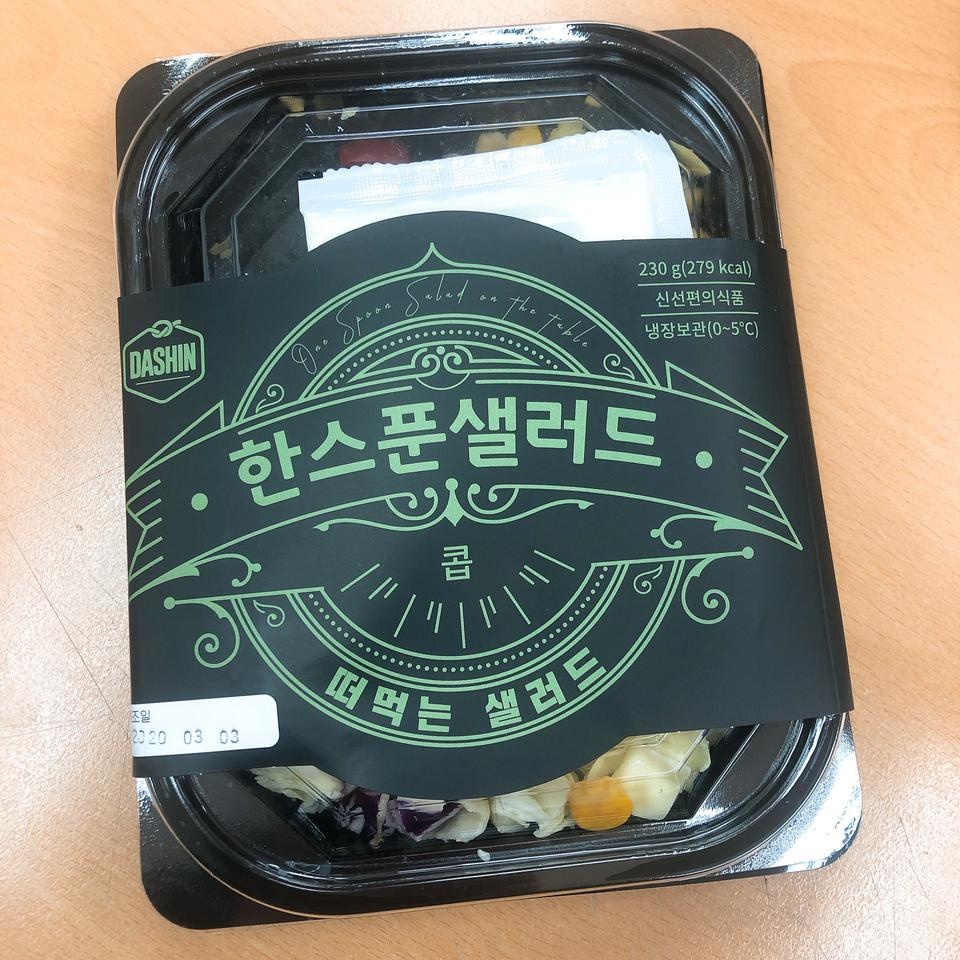 230 g(279 kcal)
신선편의식품
냉장보관(0~5°C)
One Spoon Salad on the table
DASHIN
한스푼샐러드
콥
떠먹는 샐러드
조일
2020 03 03